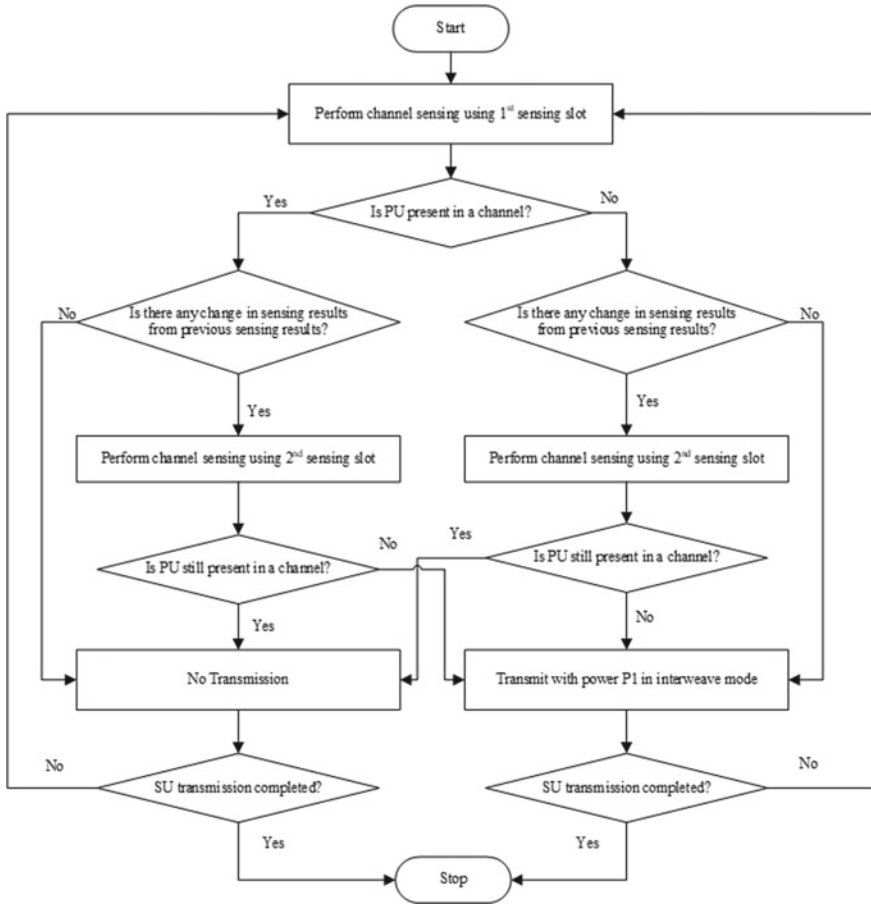 Start
Perform channel sensing using 1st sensing slot
Yes
No
Is PU present in a channel?
No
Is there any change in sensing results
from previous sensing results?
Is there any change in sensing results
from previous sensing results?
No
Yes
Yes
Perform channel sensing using 2nd sensing slot
Perform channel sensing using 2nd sensing slot
No
Yes
Is PU still present in a channel?
Is PU still present in a channel?
Yes
No
No Transmission
Transmit with power P1 in interweave mode
No
SU transmission completed?
SU transmission completed?
No
Yes
Yes
Stop